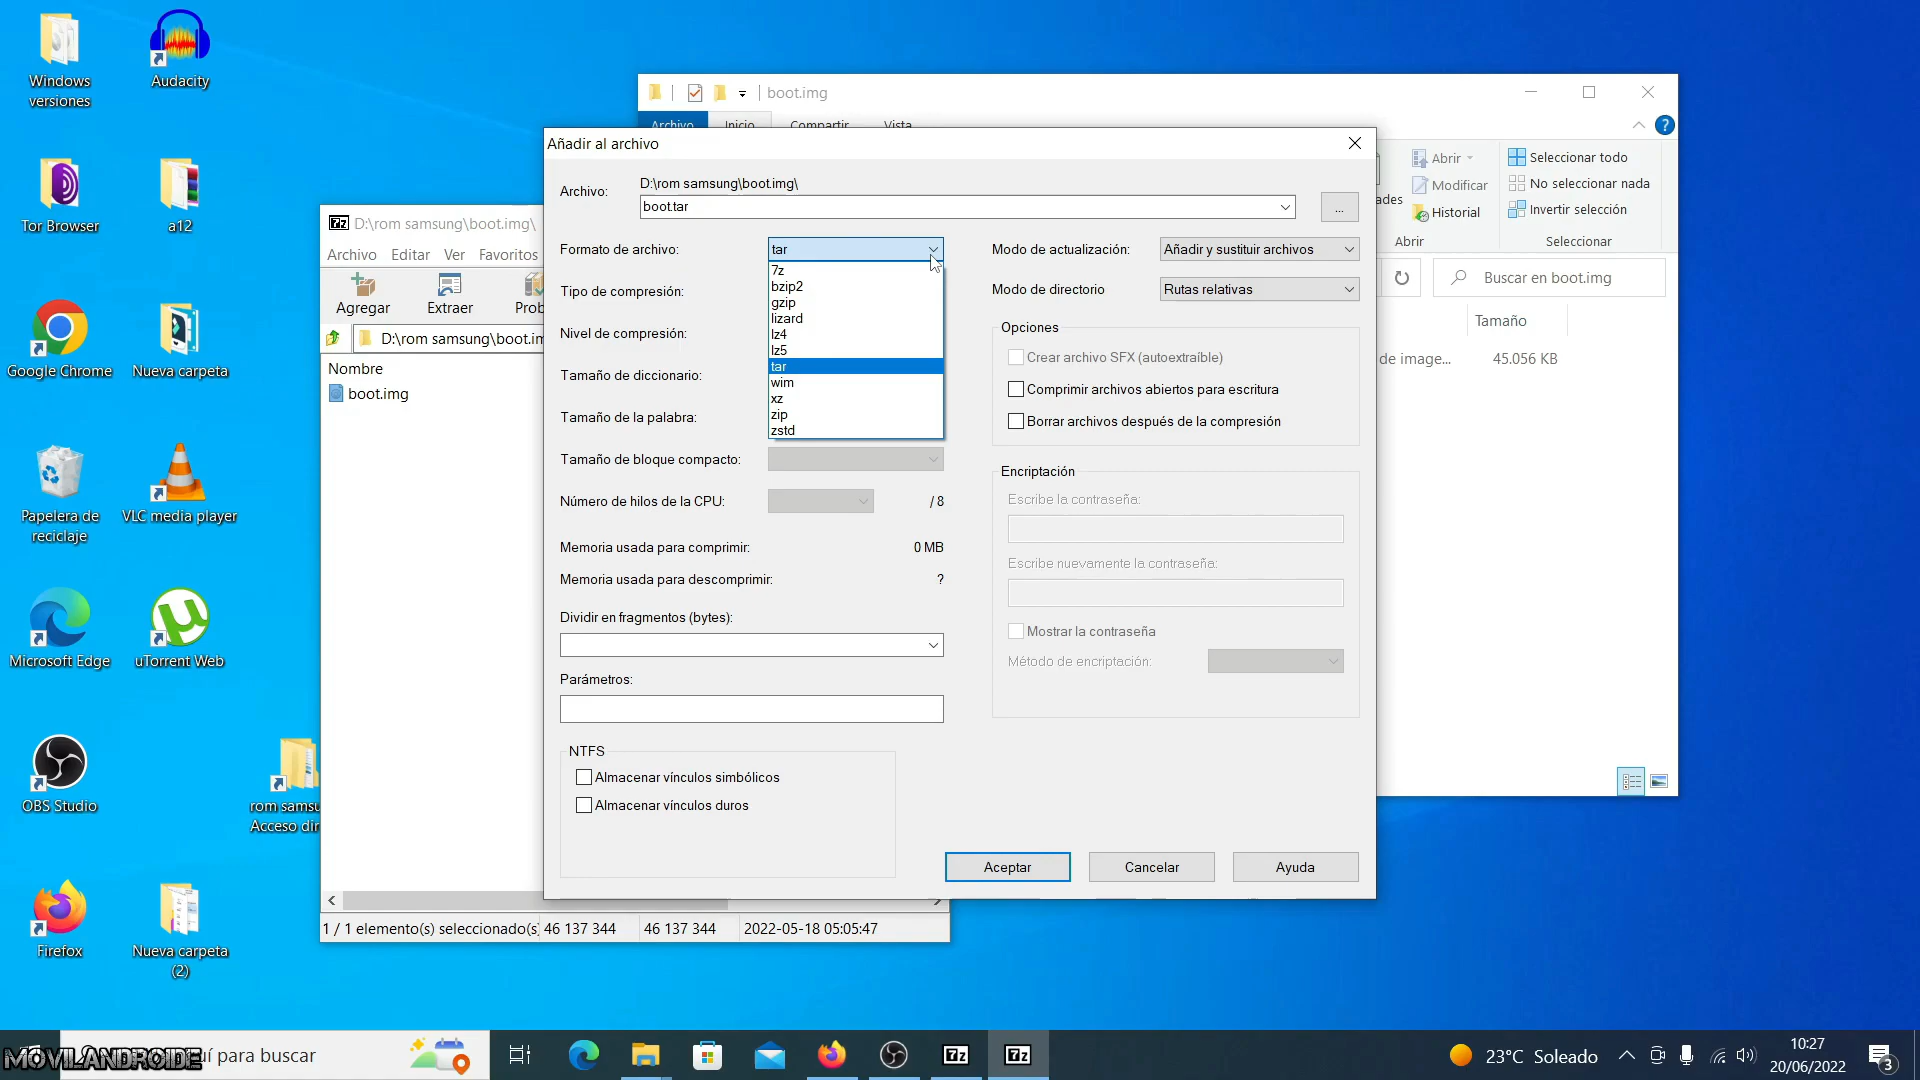 Windows
versiones
Audacity
Tor Browser
a12
Google Chrome
Nueva carpeta
Papelera de
reciclaje
VLC media player
Microsoft Edge
uTorrent Web
OBS Studio
rom samsu
Acceso dir
Firefox
Nueva carpeta
(2)
boot.img
Archivo
Inicio
Compartir
Vista
Abrir
Modificar
Historial
Abrir
Seleccionar todo
No seleccionar nada
Invertir selección
Seleccionar
Buscar en boot.img
Tamaño
de image...
45.056 KB
7z D:\rom samsung\boot.img\
Archivo
Editar
Ver
Favoritos
Agregar
Extraer
Prob
D:\rom samsung\boot.im
Nombre
boot.img
1 / 1 elemento(s) seleccionado(s)
46 137 344
46 137 344
2022-05-18 05:05:47
Añadir al archivo
Archivo:
D:\rom samsung\boot.img\
boot.tar
...
Formato de archivo:
tar
7z
bzip2
gzip
lizard
lz4
lz5
tar
wim
xz
zip
zstd
Tipo de compresión:
Nivel de compresión:
Tamaño de diccionario:
Tamaño de la palabra:
Tamaño de bloque compacto:
Número de hilos de la CPU:
/ 8
Memoria usada para comprimir:
0 MB
Memoria usada para descomprimir:
?
Dividir en fragmentos (bytes):
Parámetros:
NTFS
Almacenar vínculos simbólicos
Almacenar vínculos duros
Modo de actualización:
Añadir y sustituir archivos
Modo de directorio
Rutas relativas
Opciones
Crear archivo SFX (autoextraíble)
Comprimir archivos abiertos para escritura
Borrar archivos después de la compresión
Encriptación
Escribe la contraseña:
Escribe nuevamente la contraseña:
Mostrar la contraseña
Método de encriptación:
Aceptar
Cancelar
Ayuda
MOVILANDROIDE
uí para buscar
7z
7z
23°C Soleado
10:27
20/06/2022
3